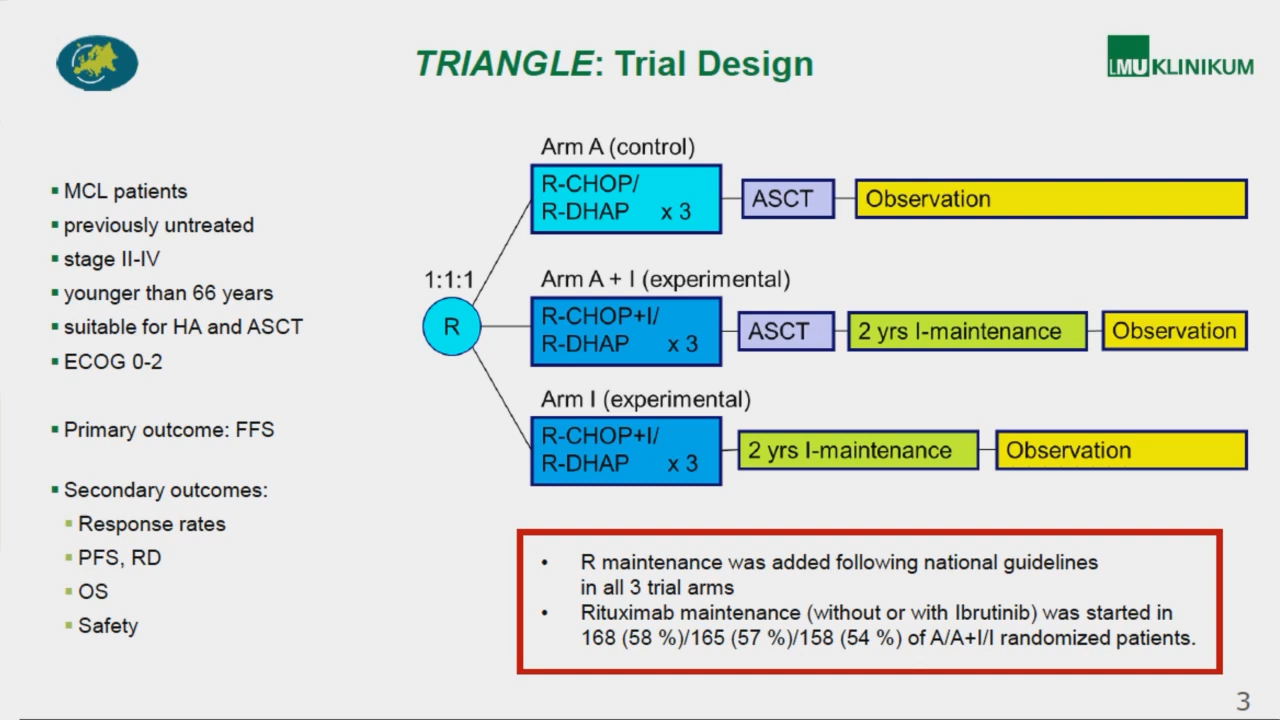 TRIANGLE: Trial Design
LMU KLINIKUM
▪ MCL patients
▪ previously untreated
▪ stage II-IV
▪ younger than 66 years
▪ suitable for HA and ASCT
▪ ECOG 0-2
▪ Primary outcome: FFS
▪ Secondary outcomes:
▪ Response rates
▪ PFS, RD
▪ OS
▪ Safety
1:1:1
R
Arm A (control)
R-CHOP/
R-DHAP x 3
ASCT
Observation
Arm A + I (experimental)
R-CHOP+I/
R-DHAP x 3
ASCT
2 yrs I-maintenance
Observation
Arm I (experimental)
R-CHOP+I/
R-DHAP x 3
2 yrs I-maintenance
Observation
• R maintenance was added following national guidelines
in all 3 trial arms
• Rituximab maintenance (without or with Ibrutinib) was started in
168 (58 %)/165 (57 %)/158 (54 %) of A/A+I/I randomized patients.
3